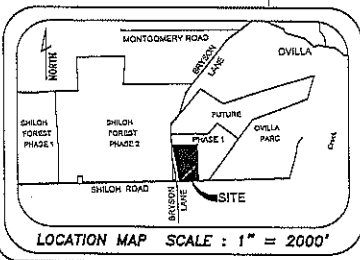 MONTGOMERY ROAD
OVILLA
NORTH
BRYSON
LANE
SHILOH
FOREST
PHASE 1
SHILOH
FOREST
PHASE 2
FUTURE
PHASE 1
OVILLA
PARC
SHILOH ROAD
BRYSON
LANE
SITE
LOCATION MAP SCALE : 1" = 2000'